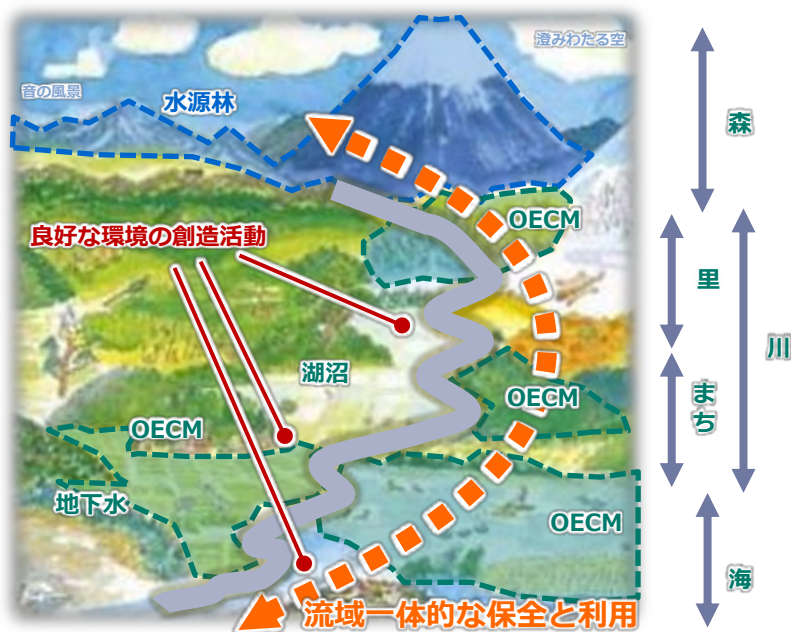 澄みわたる空
音の風景
水源林
森
OECM
良好な環境の創造活動
里
川
湖沼
OECM
まち
OECM
地下水
OECM
海
流域一体的な保全と利用